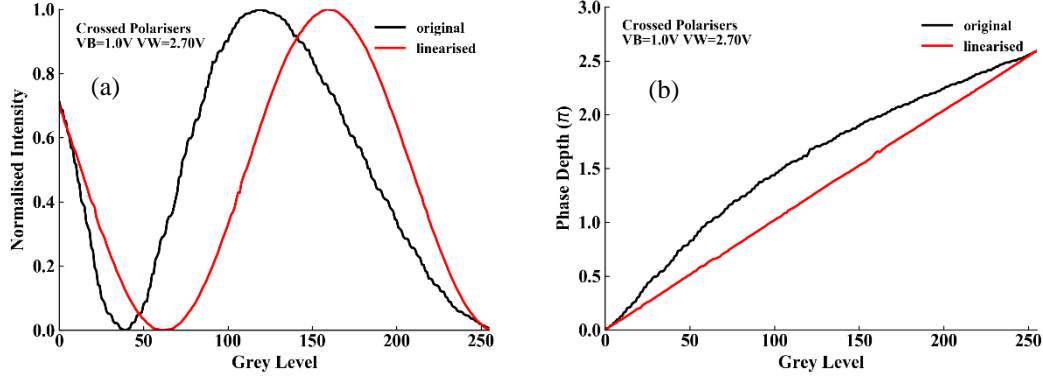 Crossed Polarisers
VB=1.0V VW=2.70V
original
linearised
(a)
1.0
0.8
0.6
0.4
0.2
0.0
Normalised Intensity
0
50
100
150
200
250
Grey Level
Crossed Polarisers
VB=1.0V VW=2.70V
original
linearised
(b)
3.0
2.5
2.0
1.5
1.0
0.5
0.0
Phase Depth (π)
0
50
100
150
200
250
Grey Level